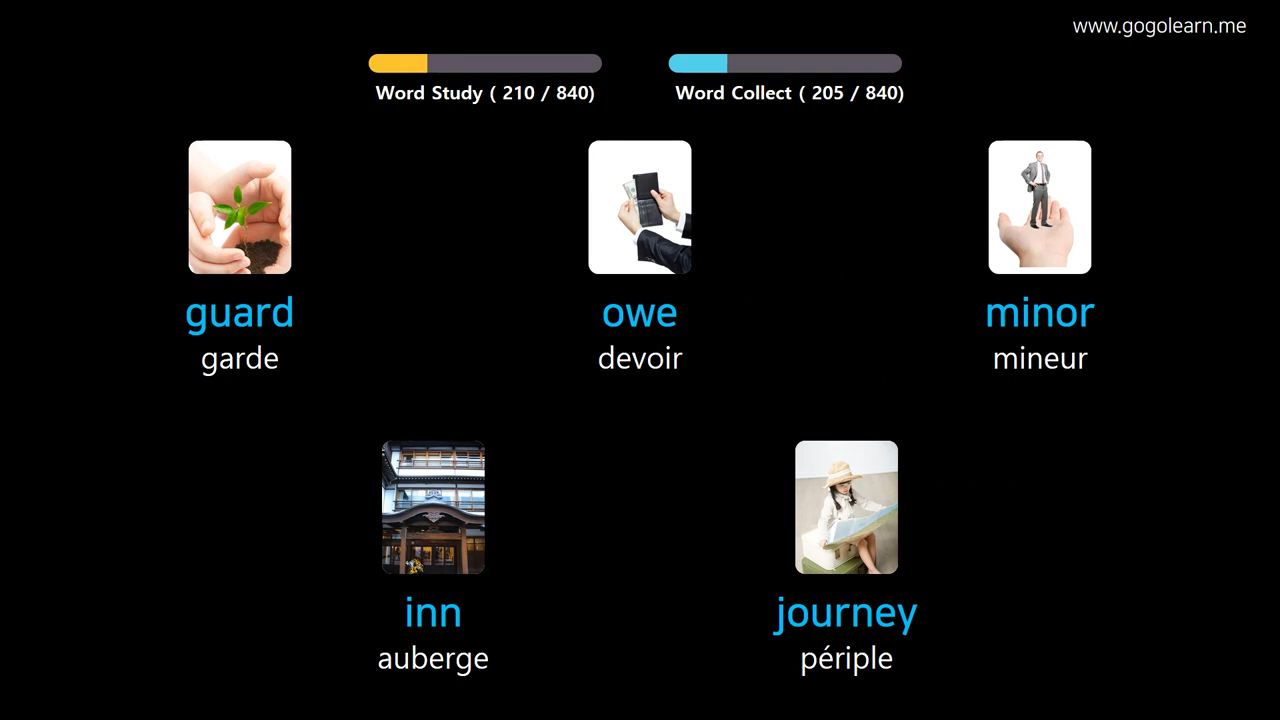 www.gogolearn.me
Word Study ( 210 / 840)
Word Collect ( 205 / 840)
guard
garde
owe
devoir
minor
mineur
inn
auberge
journey
périple